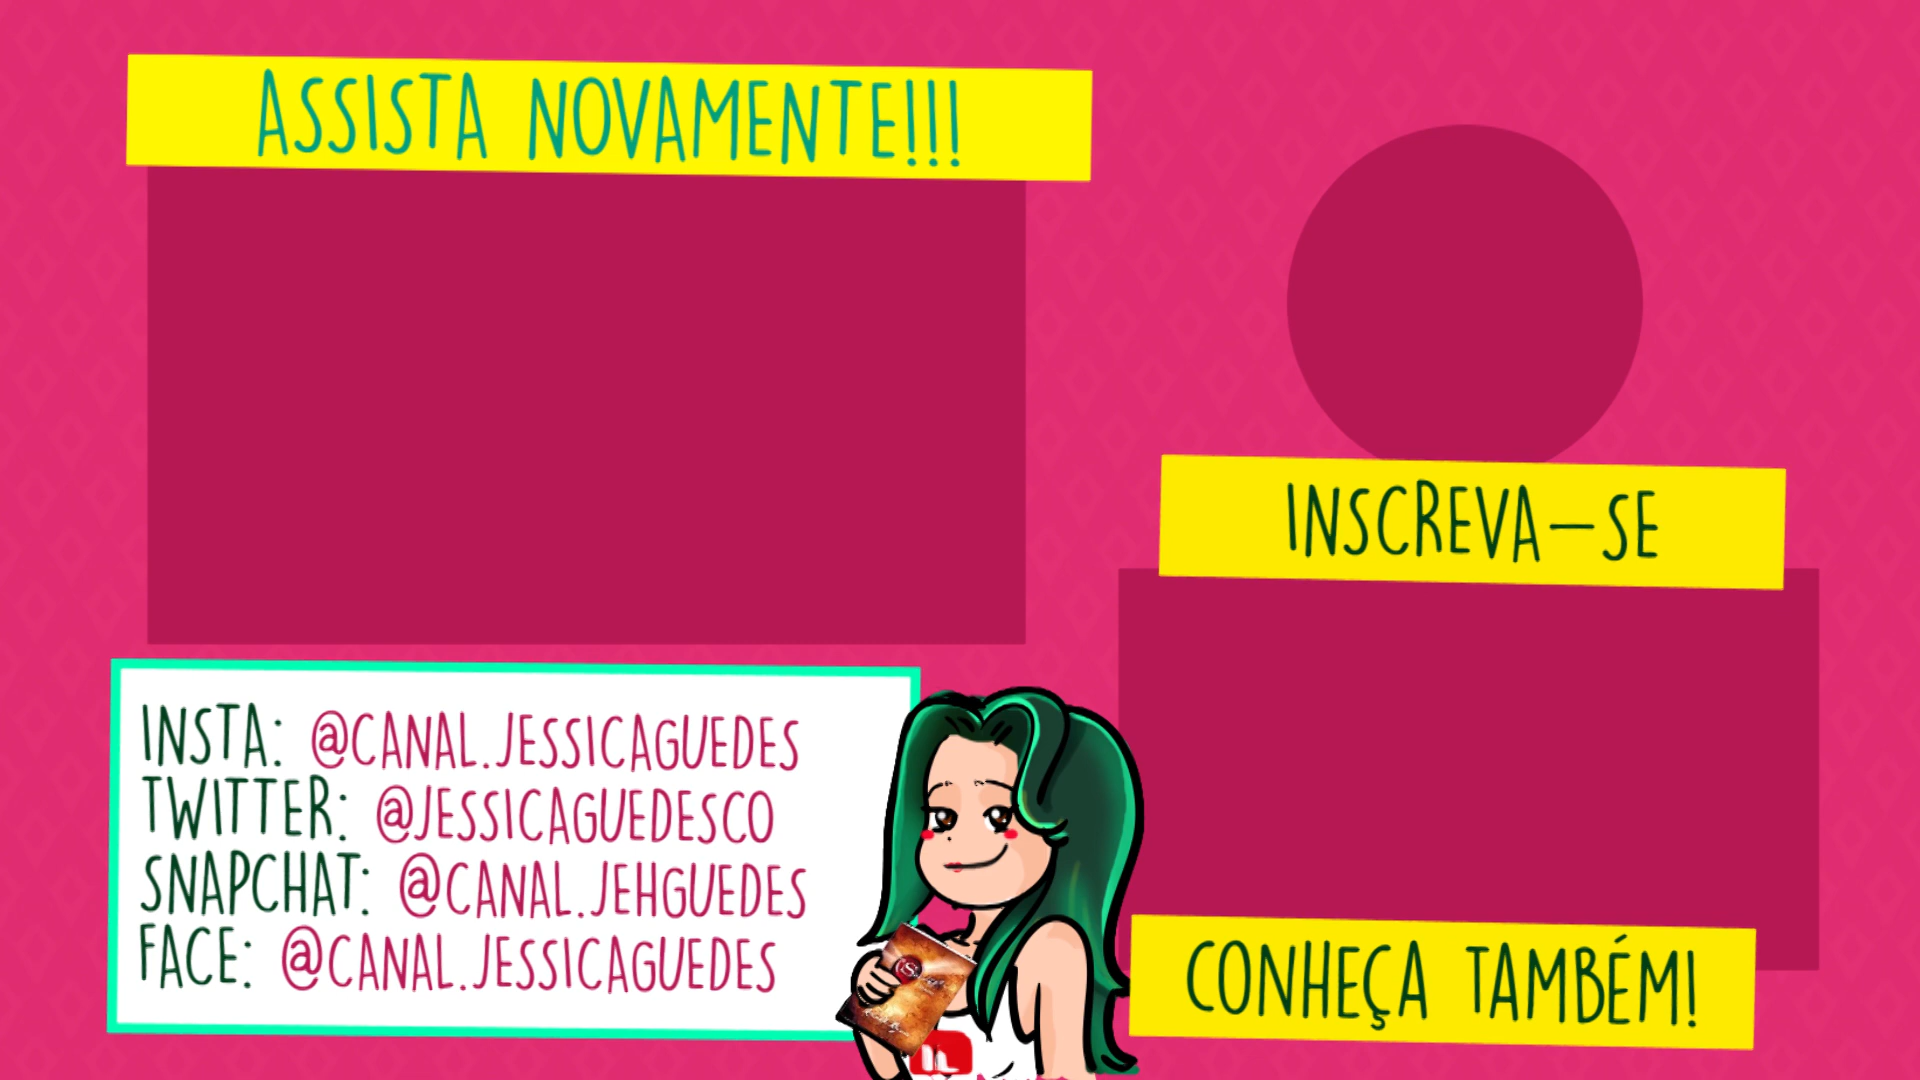 ASSISTA NOVAMENTE!!!
INSCREVA-SE
INSTA: @CANAL.JESSICAGUEDES
TWITTER: @JESSICAGUEDESCO
SNAPCHAT: @CANAL.JEHGUEDES
FACE: @CANAL.JESSICAGUEDES
CONHEÇA TAMBÉM!